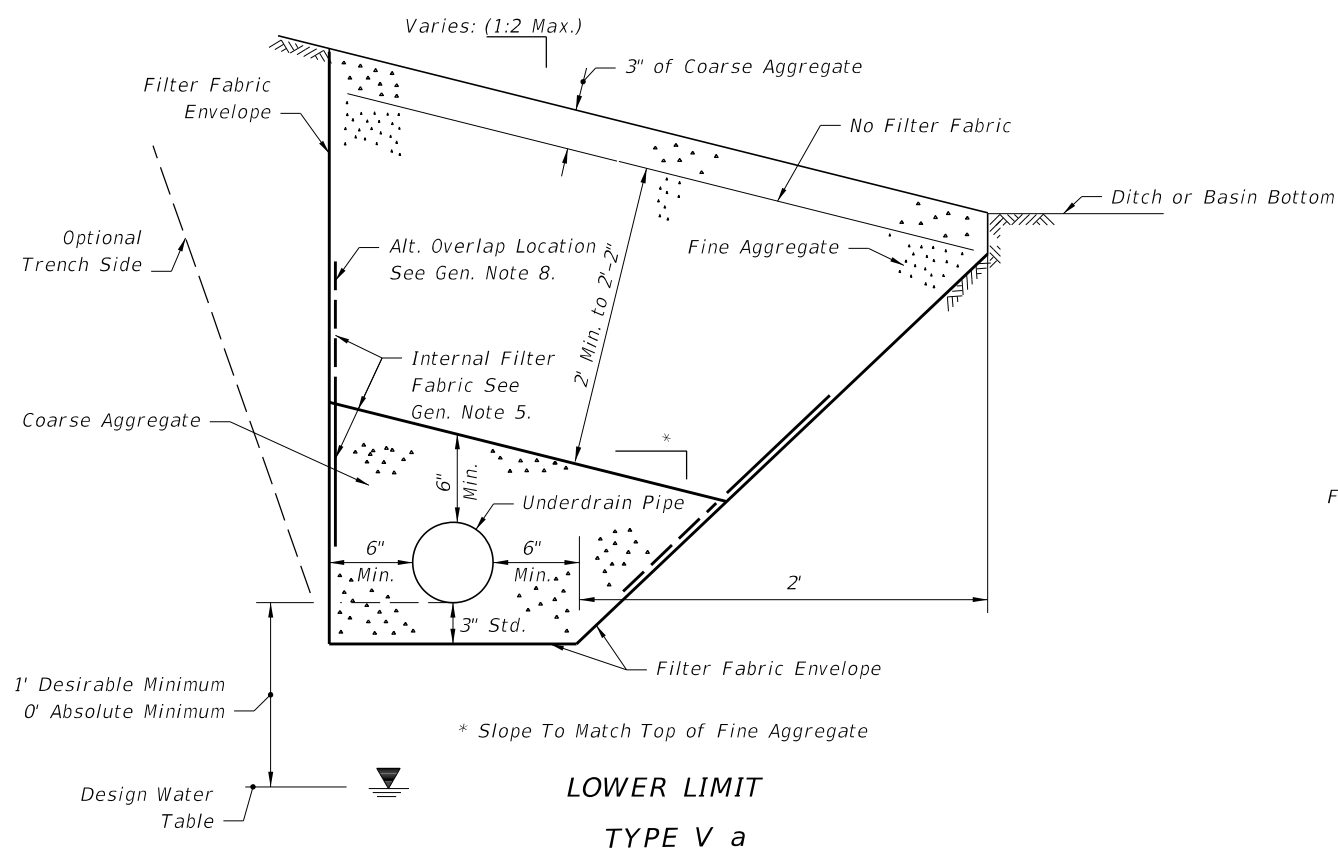 Varies: (1:2 Max.)
3" of Coarse Aggregate
Filter Fabric
Envelope
No Filter Fabric
Ditch or Basin Bottom
Optional
Trench Side
Alt. Overlap Location
See Gen. Note 8.
Fine Aggregate
2' Min. to 2'-2"
Internal Filter
Fabric See
Gen. Note 5.
Coarse Aggregate
*
6"
Min.
Underdrain Pipe
F
6"
Min.
6"
Min.
2'
3" Std.
Filter Fabric Envelope
1' Desirable Minimum
0' Absolute Minimum
* Slope To Match Top of Fine Aggregate
Design Water
Table
LOWER LIMIT
TYPE V a